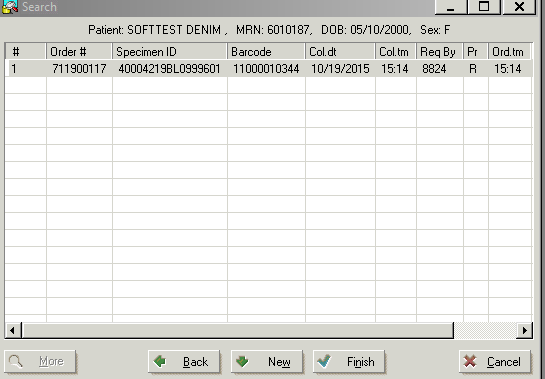 Search
Patient: SOFTTEST DENIM , MRN: 6010187, DOB: 05/10/2000, Sex: F
# Order # Specimen ID Barcode Col.dt Col.tm Req By Pr Ord.tm
1 711900117 40004219BL0999601 11000010344 10/19/2015 15:14 8824 R 15:14
More Back New Finish Cancel